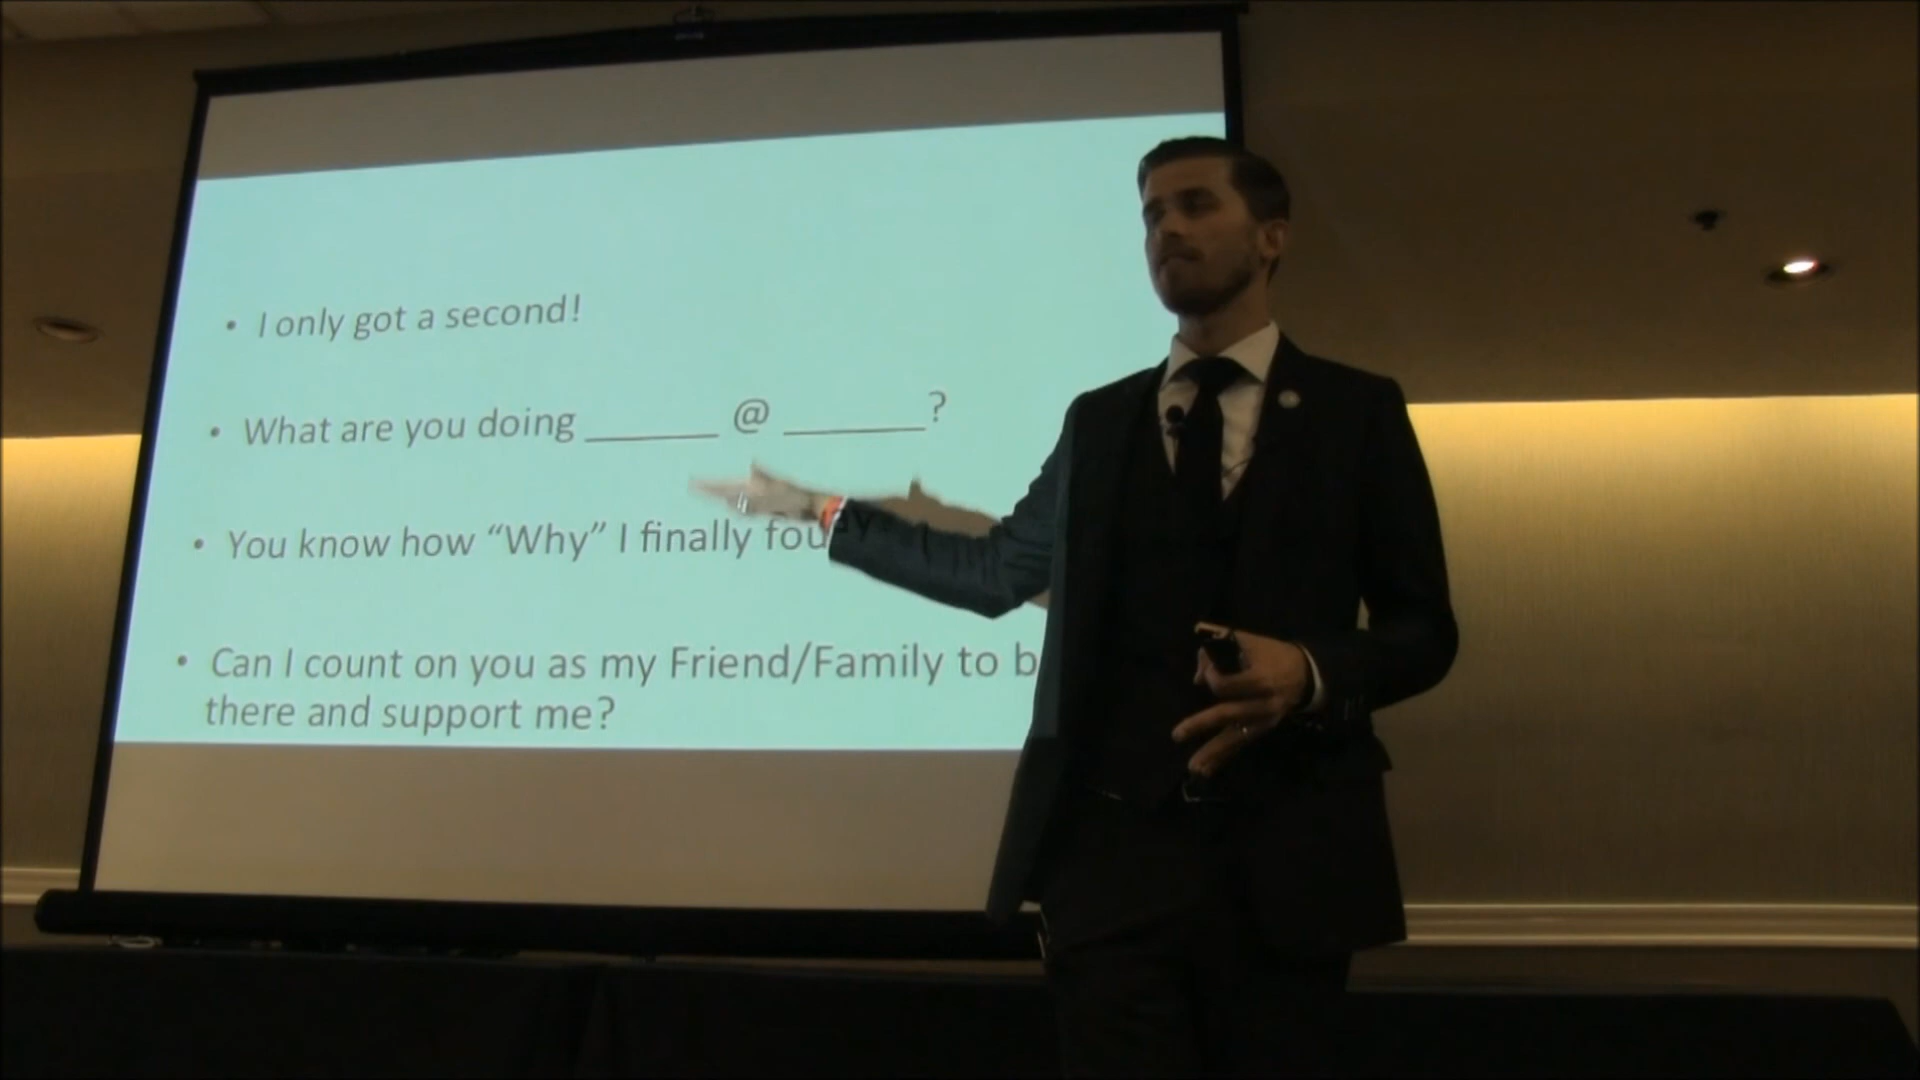 • I only got a second!
• What are you doing ______ @ ______?
• You know how “Why” I finally
• Can I count on you as my Friend/Family to
there and support me?